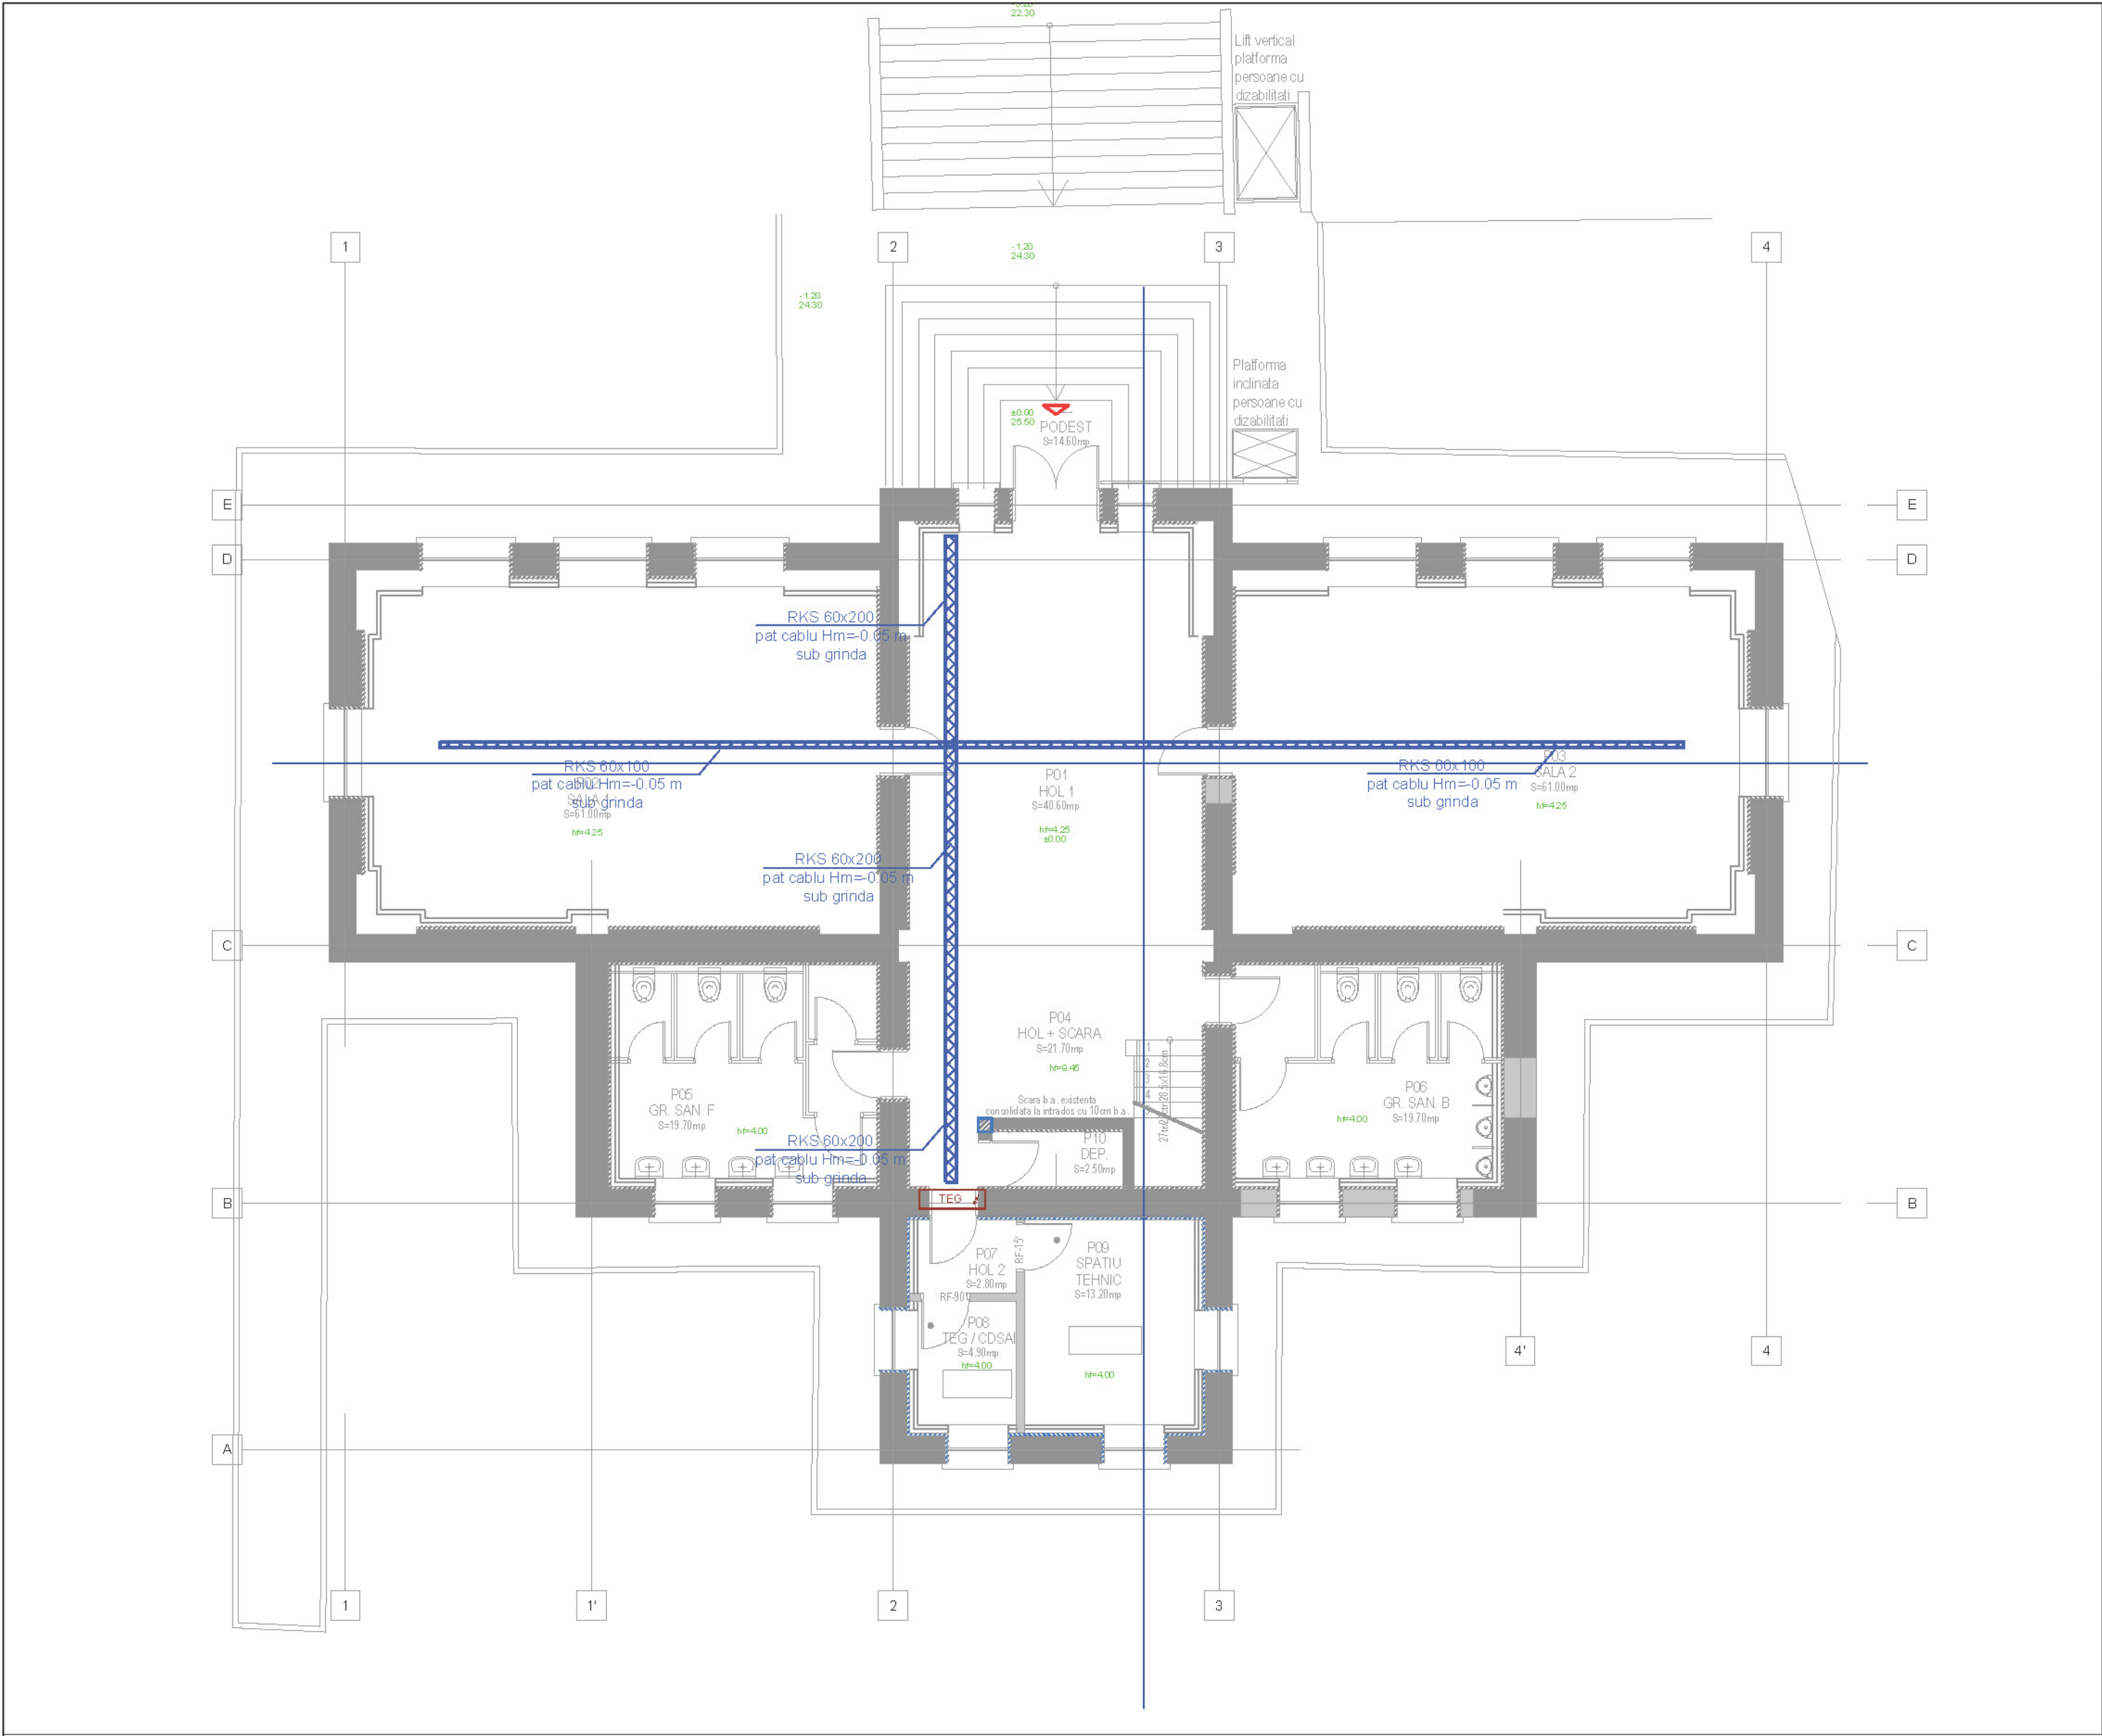 22.30
Lift vertical
platforma
persoane cu
dizabilitati
1
2
3
4
-1.20
24.30
-1.20
24.30
Platforma
inclinata
persoane cu
dizabilitati
±0.00
25.50
PODEST
S=14.60mp
E
E
D
D
RKS 60x200
pat cablu Hm=-0.05 m
sub grinda
RKS 60x100
pat cablu Hm=-0.05 m
sub grinda
SALA 1
S=61.00mp
hf=4.25
P01
HOL 1
S=40.60mp
hf=4.25
±0.00
RKS 60x100
pat cablu Hm=-0.05 m
sub grinda
P03
SALA 2
S=61.00mp
hf=4.25
RKS 60x200
pat cablu Hm=-0.05 m
sub grinda
C
C
P04
HOL + SCARA
S=21.70mp
hf=9.46
1
2
3
4
Scara b.a. existenta
consolidata la intrados cu 10cm b.a.
P05
GR. SAN. F
S=19.70mp
hf=4.00
P06
GR. SAN. B
S=19.70mp
hf=4.00
RKS 60x200
pat cablu Hm=-0.05 m
sub grinda
P10
DEP.
S=2.50mp
B
TEG
B
P07
HOL 2
S=2.80mp
RF-15'
P09
SPATIU
TEHNIC
S=13.20mp
RF-90'
P08
TEG / CDSAI
S=4.90mp
hf=4.00
hf=4.00
4'
4
A
1
1'
2
3